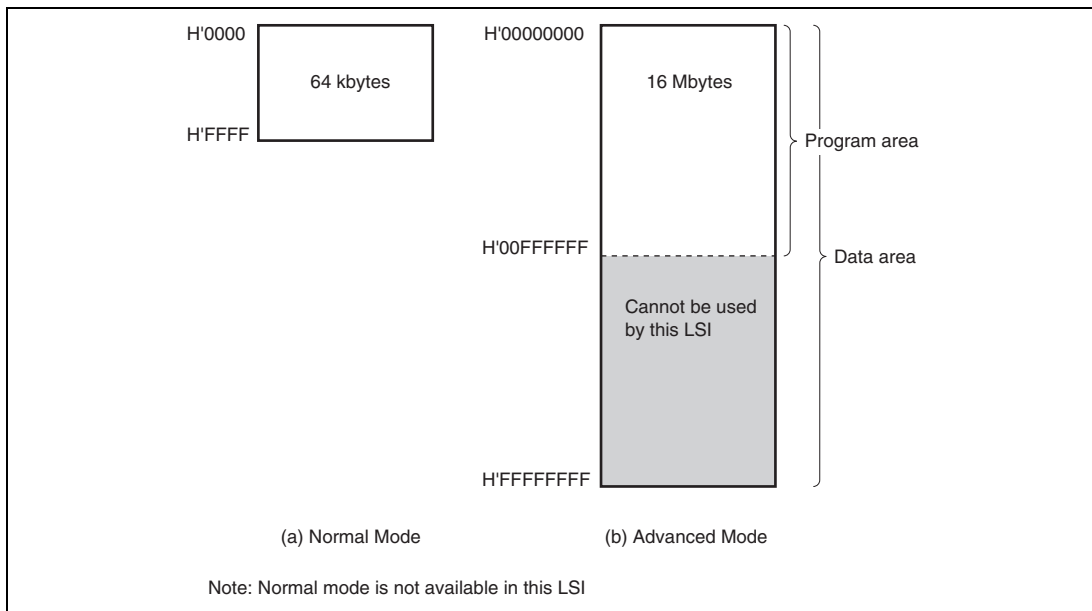 H'0000
64 kbytes
H'FFFF
H'00000000
16 Mbytes
Program area
H'00FFFFFF
Data area
Cannot be used
by this LSI
H'FFFFFFFF
(a) Normal Mode
(b) Advanced Mode
Note: Normal mode is not available in this LSI